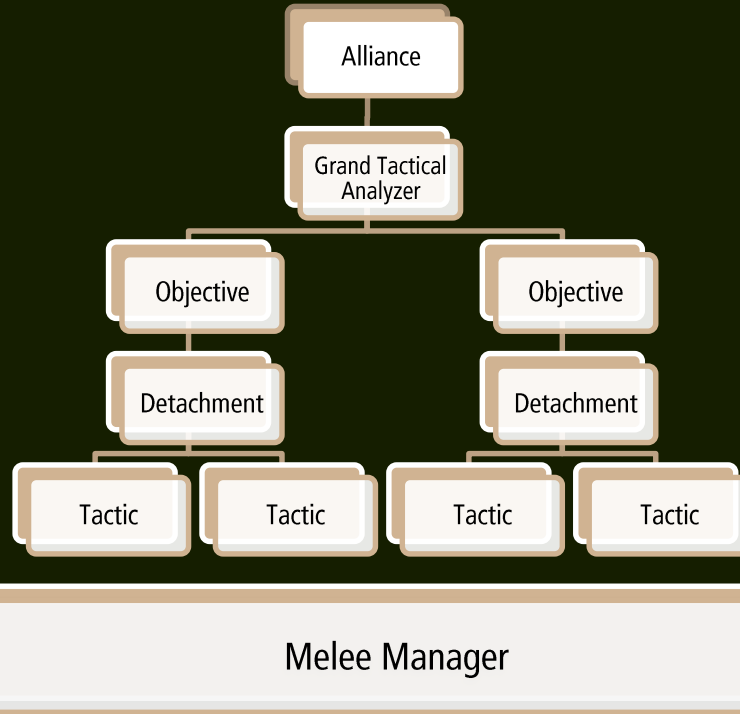 Alliance
Grand Tactical
Analyzer
Objective
Objective
Detachment
Detachment
Tactic
Tactic
Tactic
Tactic
Melee Manager